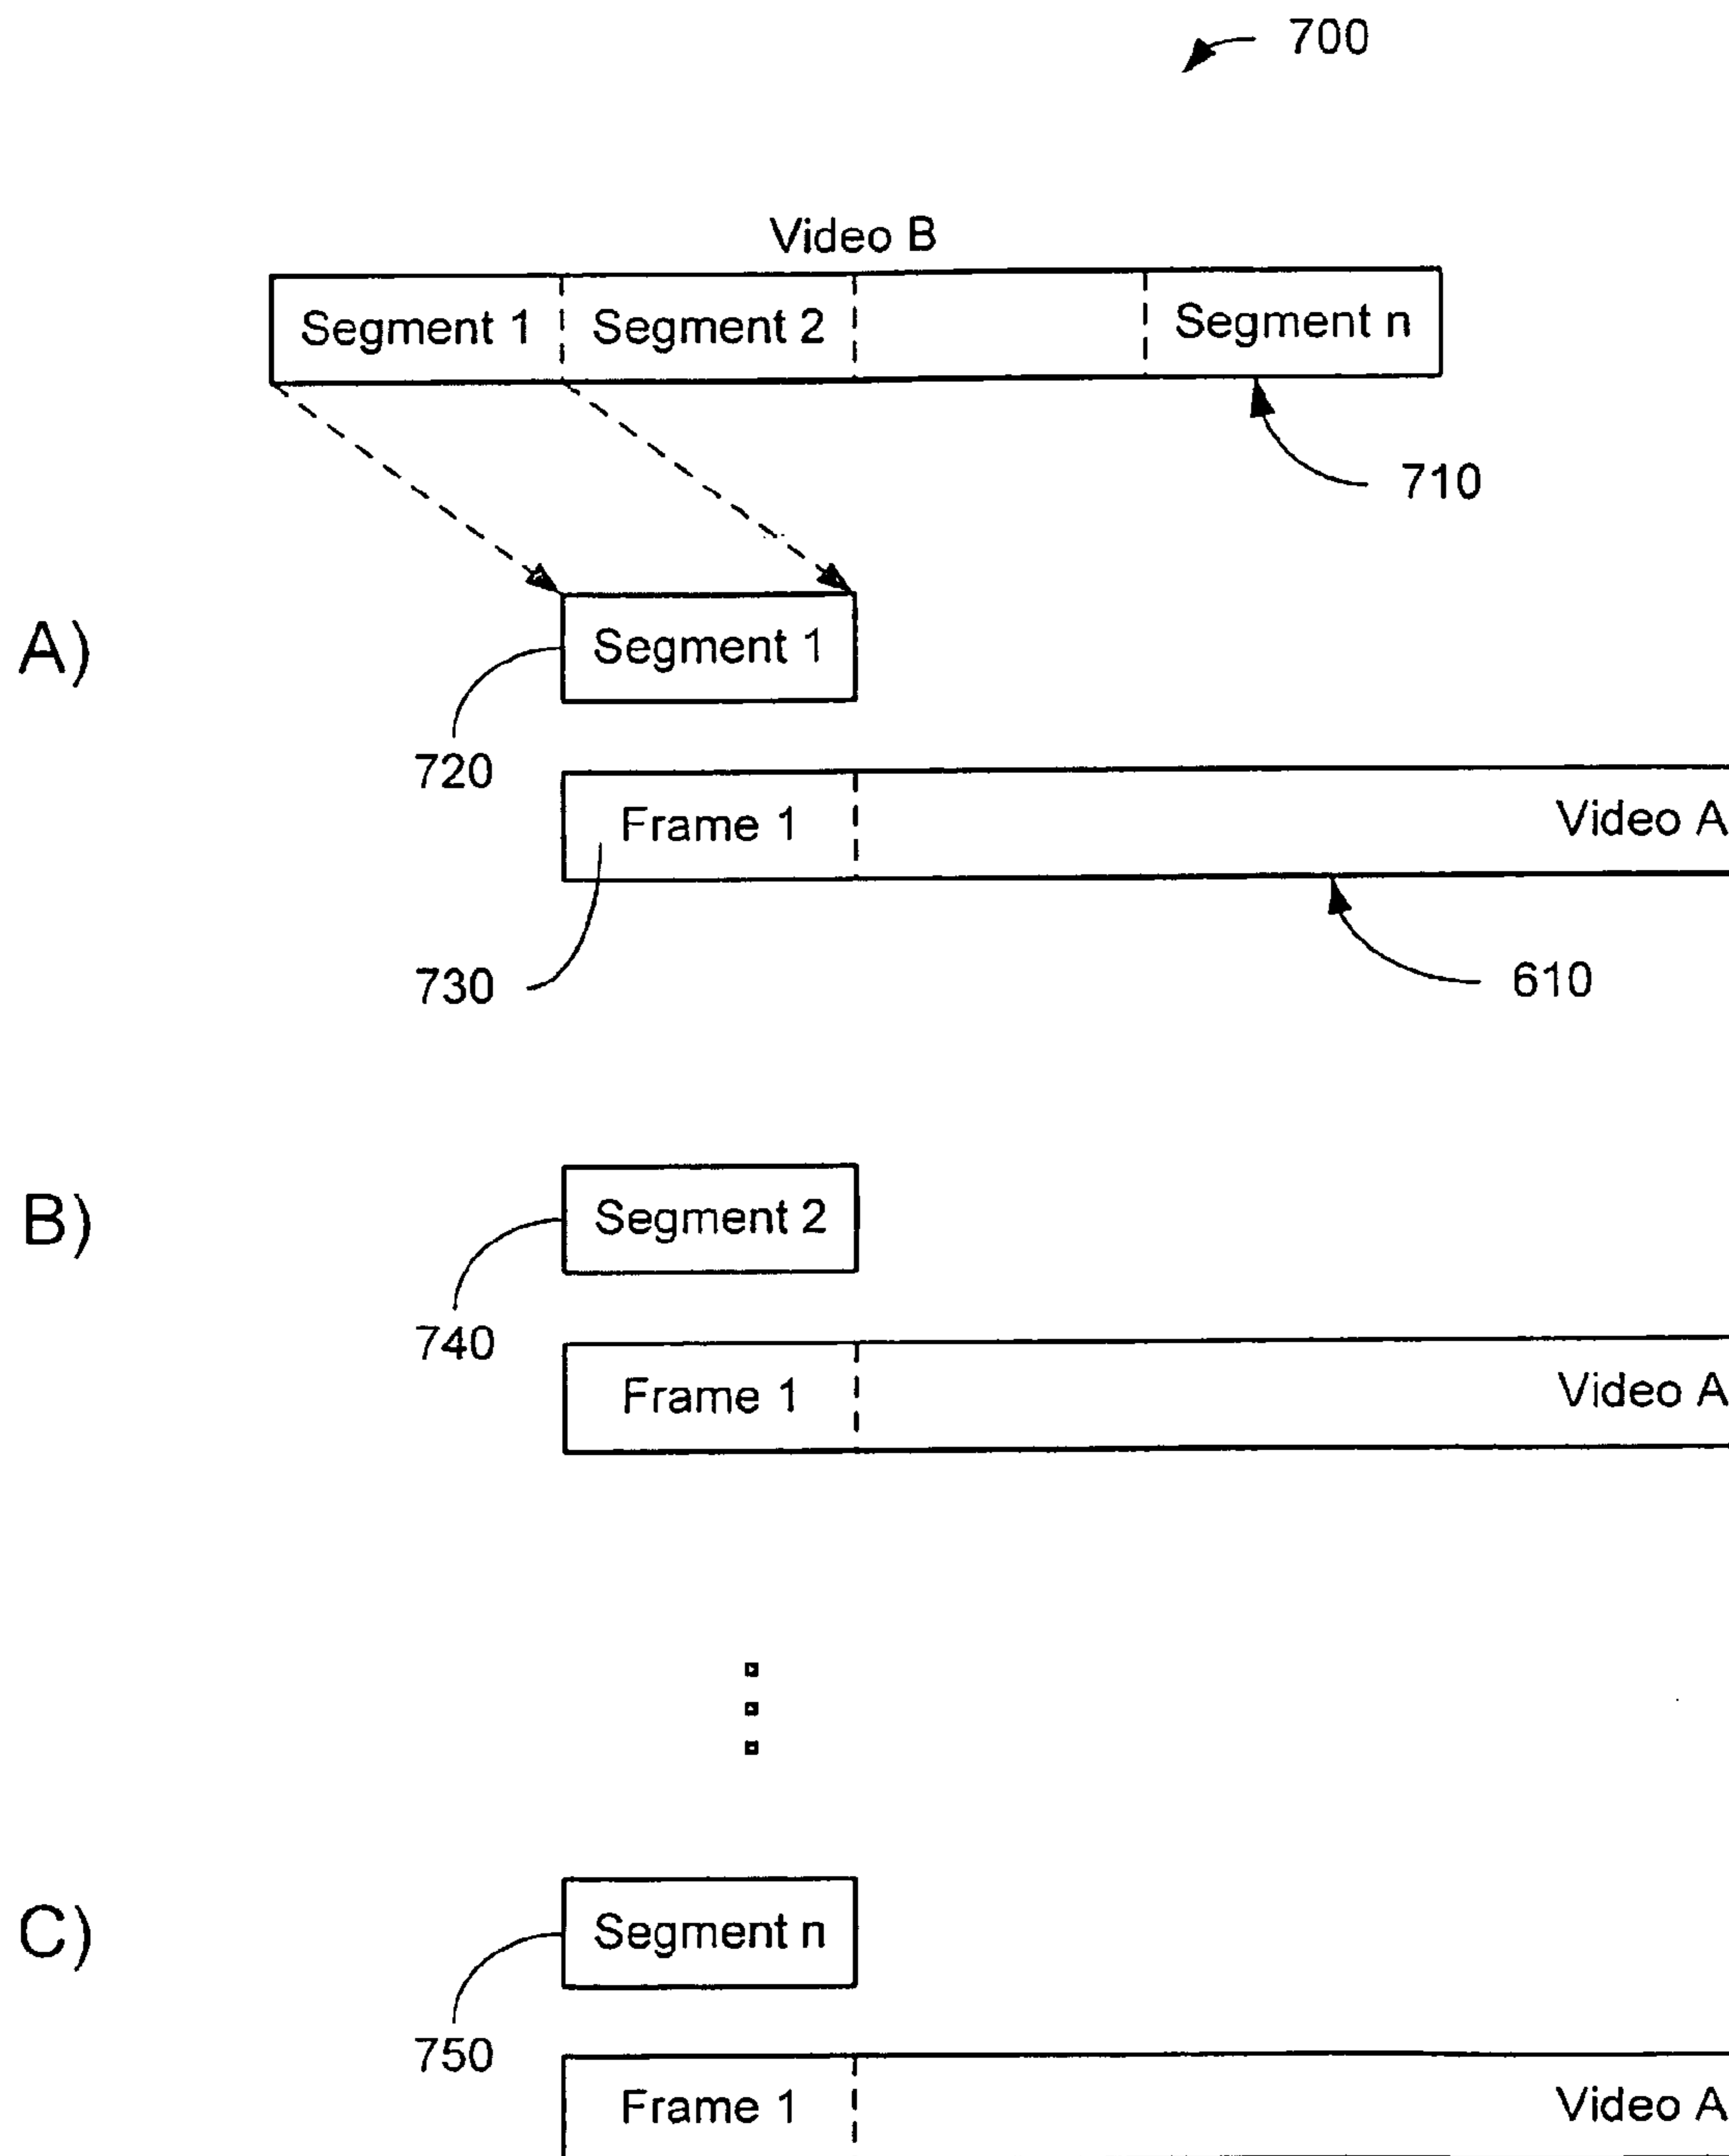 700
Video B
Segment 1 Segment 2 Segment n
710
A)
Segment 1
720
Frame 1 Video A
730
610
B)
Segment 2
740
Frame 1 Video A
C)
Segment n
750
Frame 1 Video A